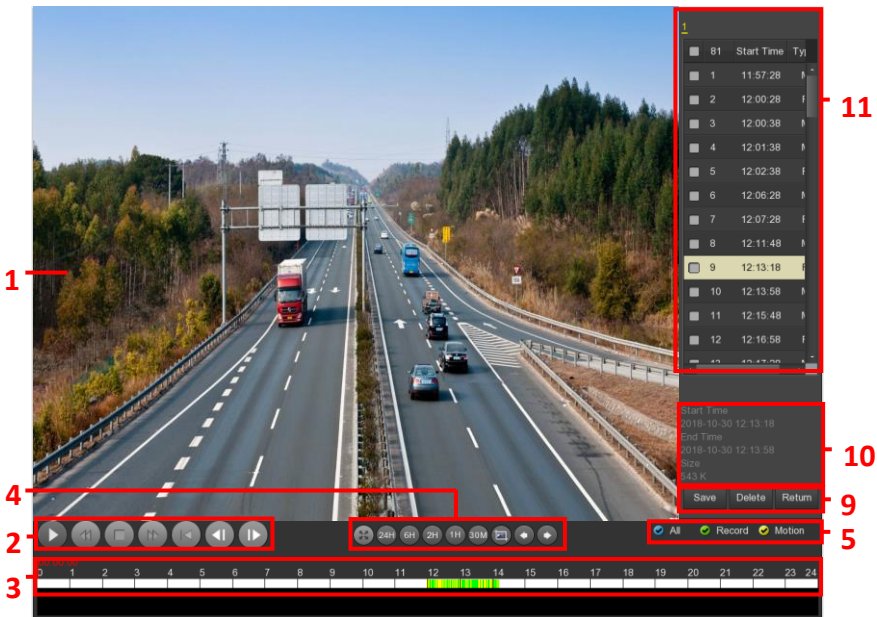 1
81 Start Time Ty
1 11:57:28
2 12:00:28
3 12:00:38
4 12:01:38
5 12:02:38
6 12:06:28
7 12:07:28
8 12:11:48
9 12:13:18
10 12:13:58
11 12:15:48
12 12:16:58
11
1
Start Time
2018-10-30 12:13:18
End Time
2018-10-30 12:13:58
Size
543 K
10
Save Delete Return
9
4
2
24H 6H 2H 1H 30M
All Record Motion
5
3
0 1 2 3 4 5 6 7 8 9 10 11 12 13 14 15 16 17 18 19 20 21 22 23 24